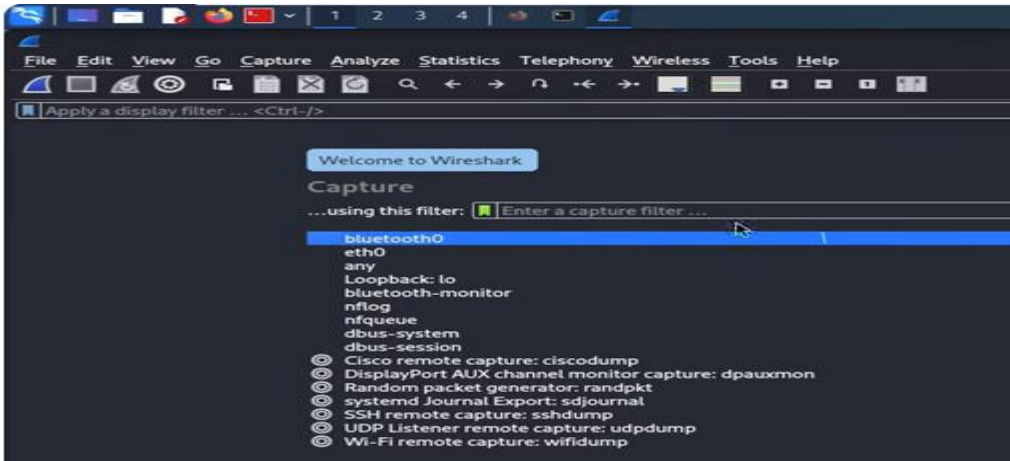 1 2 3 4
File Edit View Go Capture Analyze Statistics Telephony Wireless Tools Help
Apply a display filter ... <Ctrl-/>
Welcome to Wireshark
Capture
...using this filter: Enter a capture filter ...
bluetooth0
eth0
any
Loopback: lo
bluetooth-monitor
nflog
nfqueue
dbus-system
dbus-session
Cisco remote capture: ciscodump
DisplayPort AUX channel monitor capture: dpauxmon
Random packet generator: randpkt
systemd Journal Export: sdjournal
SSH remote capture: sshdump
UDP Listener remote capture: udpdump
Wi-Fi remote capture: wifidump